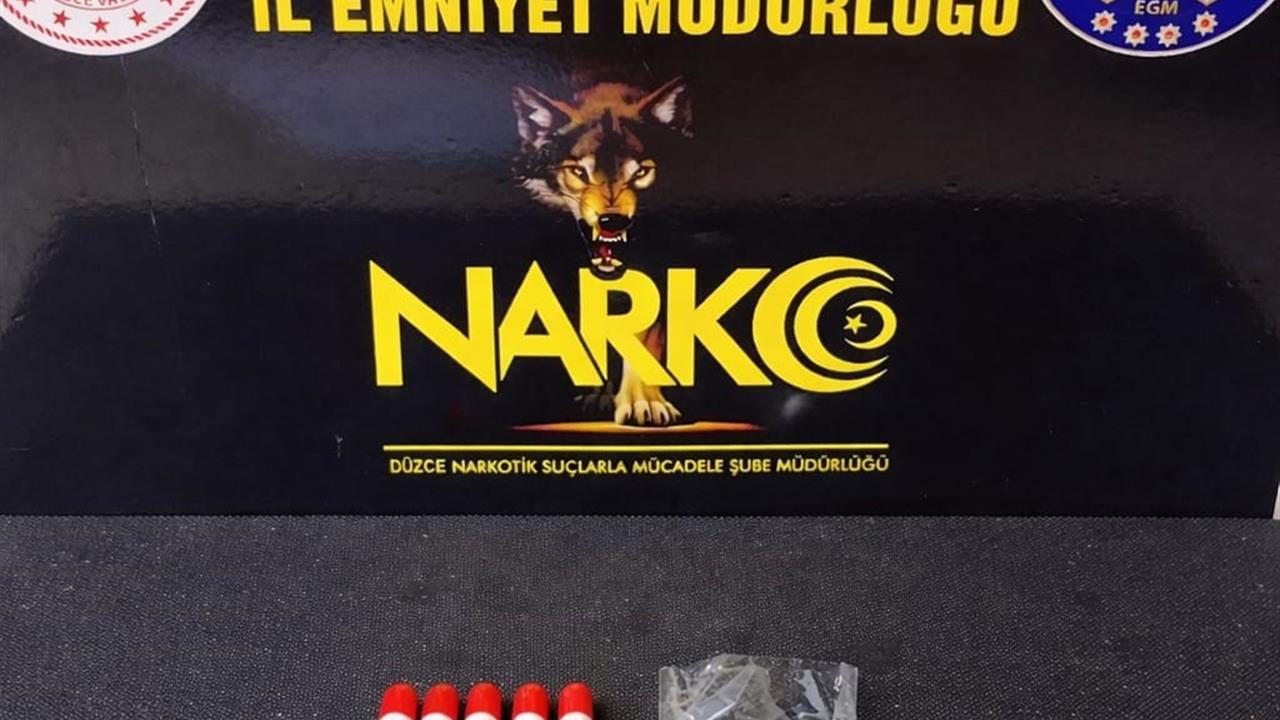 İL EMNİYET MÜDÜRLÜĞÜ
EGM
NARKO
DÜZCE NARKOTİK SUÇLARLA MÜCADELE ŞUBE MÜDÜRLÜĞÜ